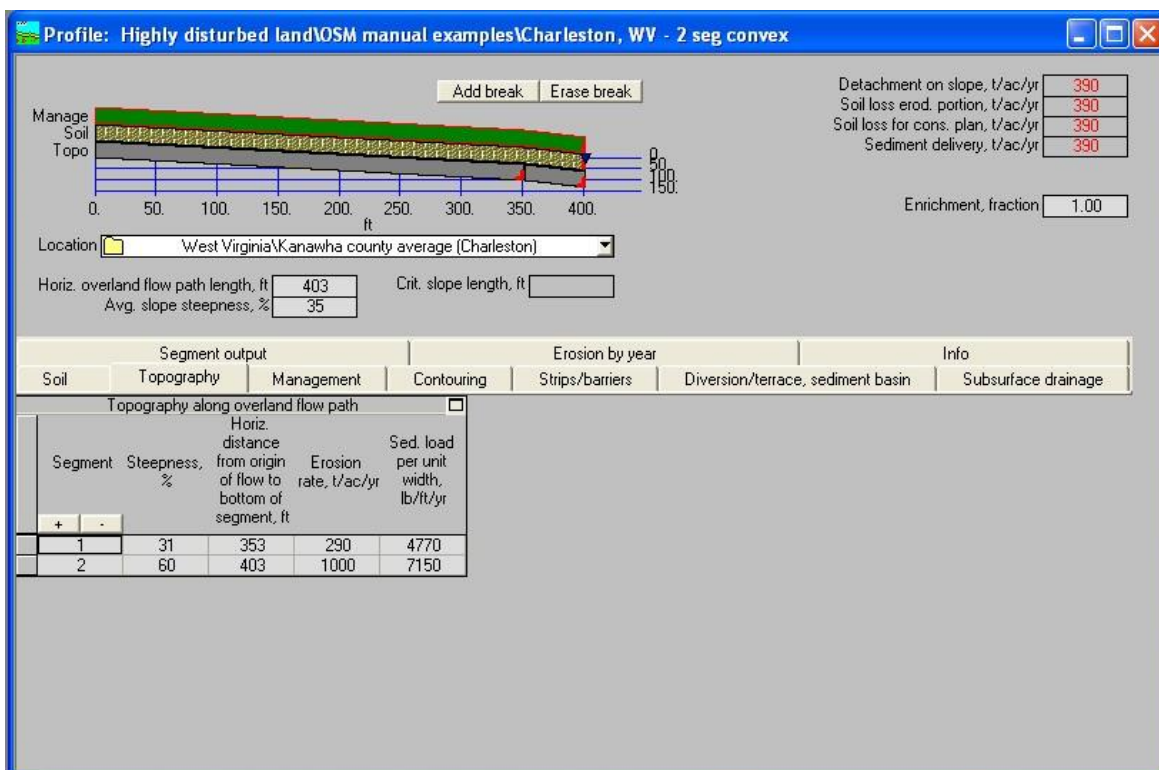 Profile: Highly disturbed land\OSM manual examples\Charleston, WV - 2 seg convex
Add break Erase break
Detachment on slope, t/ac/yr 390
Soil loss erod. portion, t/ac/yr 390
Soil loss for cons. plan, t/ac/yr 390
Sediment delivery, t/ac/yr 390
Manage
Soil
Topo
0.
50.
100.
150.
0. 50. 100. 150. 200. 250. 300. 350. 400.
ft
Enrichment, fraction 1.00
Location West Virginia\Kanawha county average (Charleston)
Horiz. overland flow path length, ft 403 Crit. slope length, ft
Avg. slope steepness, % 35
Segment output Erosion by year Info
Soil Topography Management Contouring Strips/barriers Diversion/terrace, sediment basin Subsurface drainage
Topography along overland flow path
Segment
Steepness,
%
Horiz.
distance
from origin
of flow to
bottom of
segment, ft
Erosion
rate, t/ac/yr
Sed. load
per unit
width,
lb/ft/yr
+ -
1 31 353 290 4770
2 60 403 1000 7150